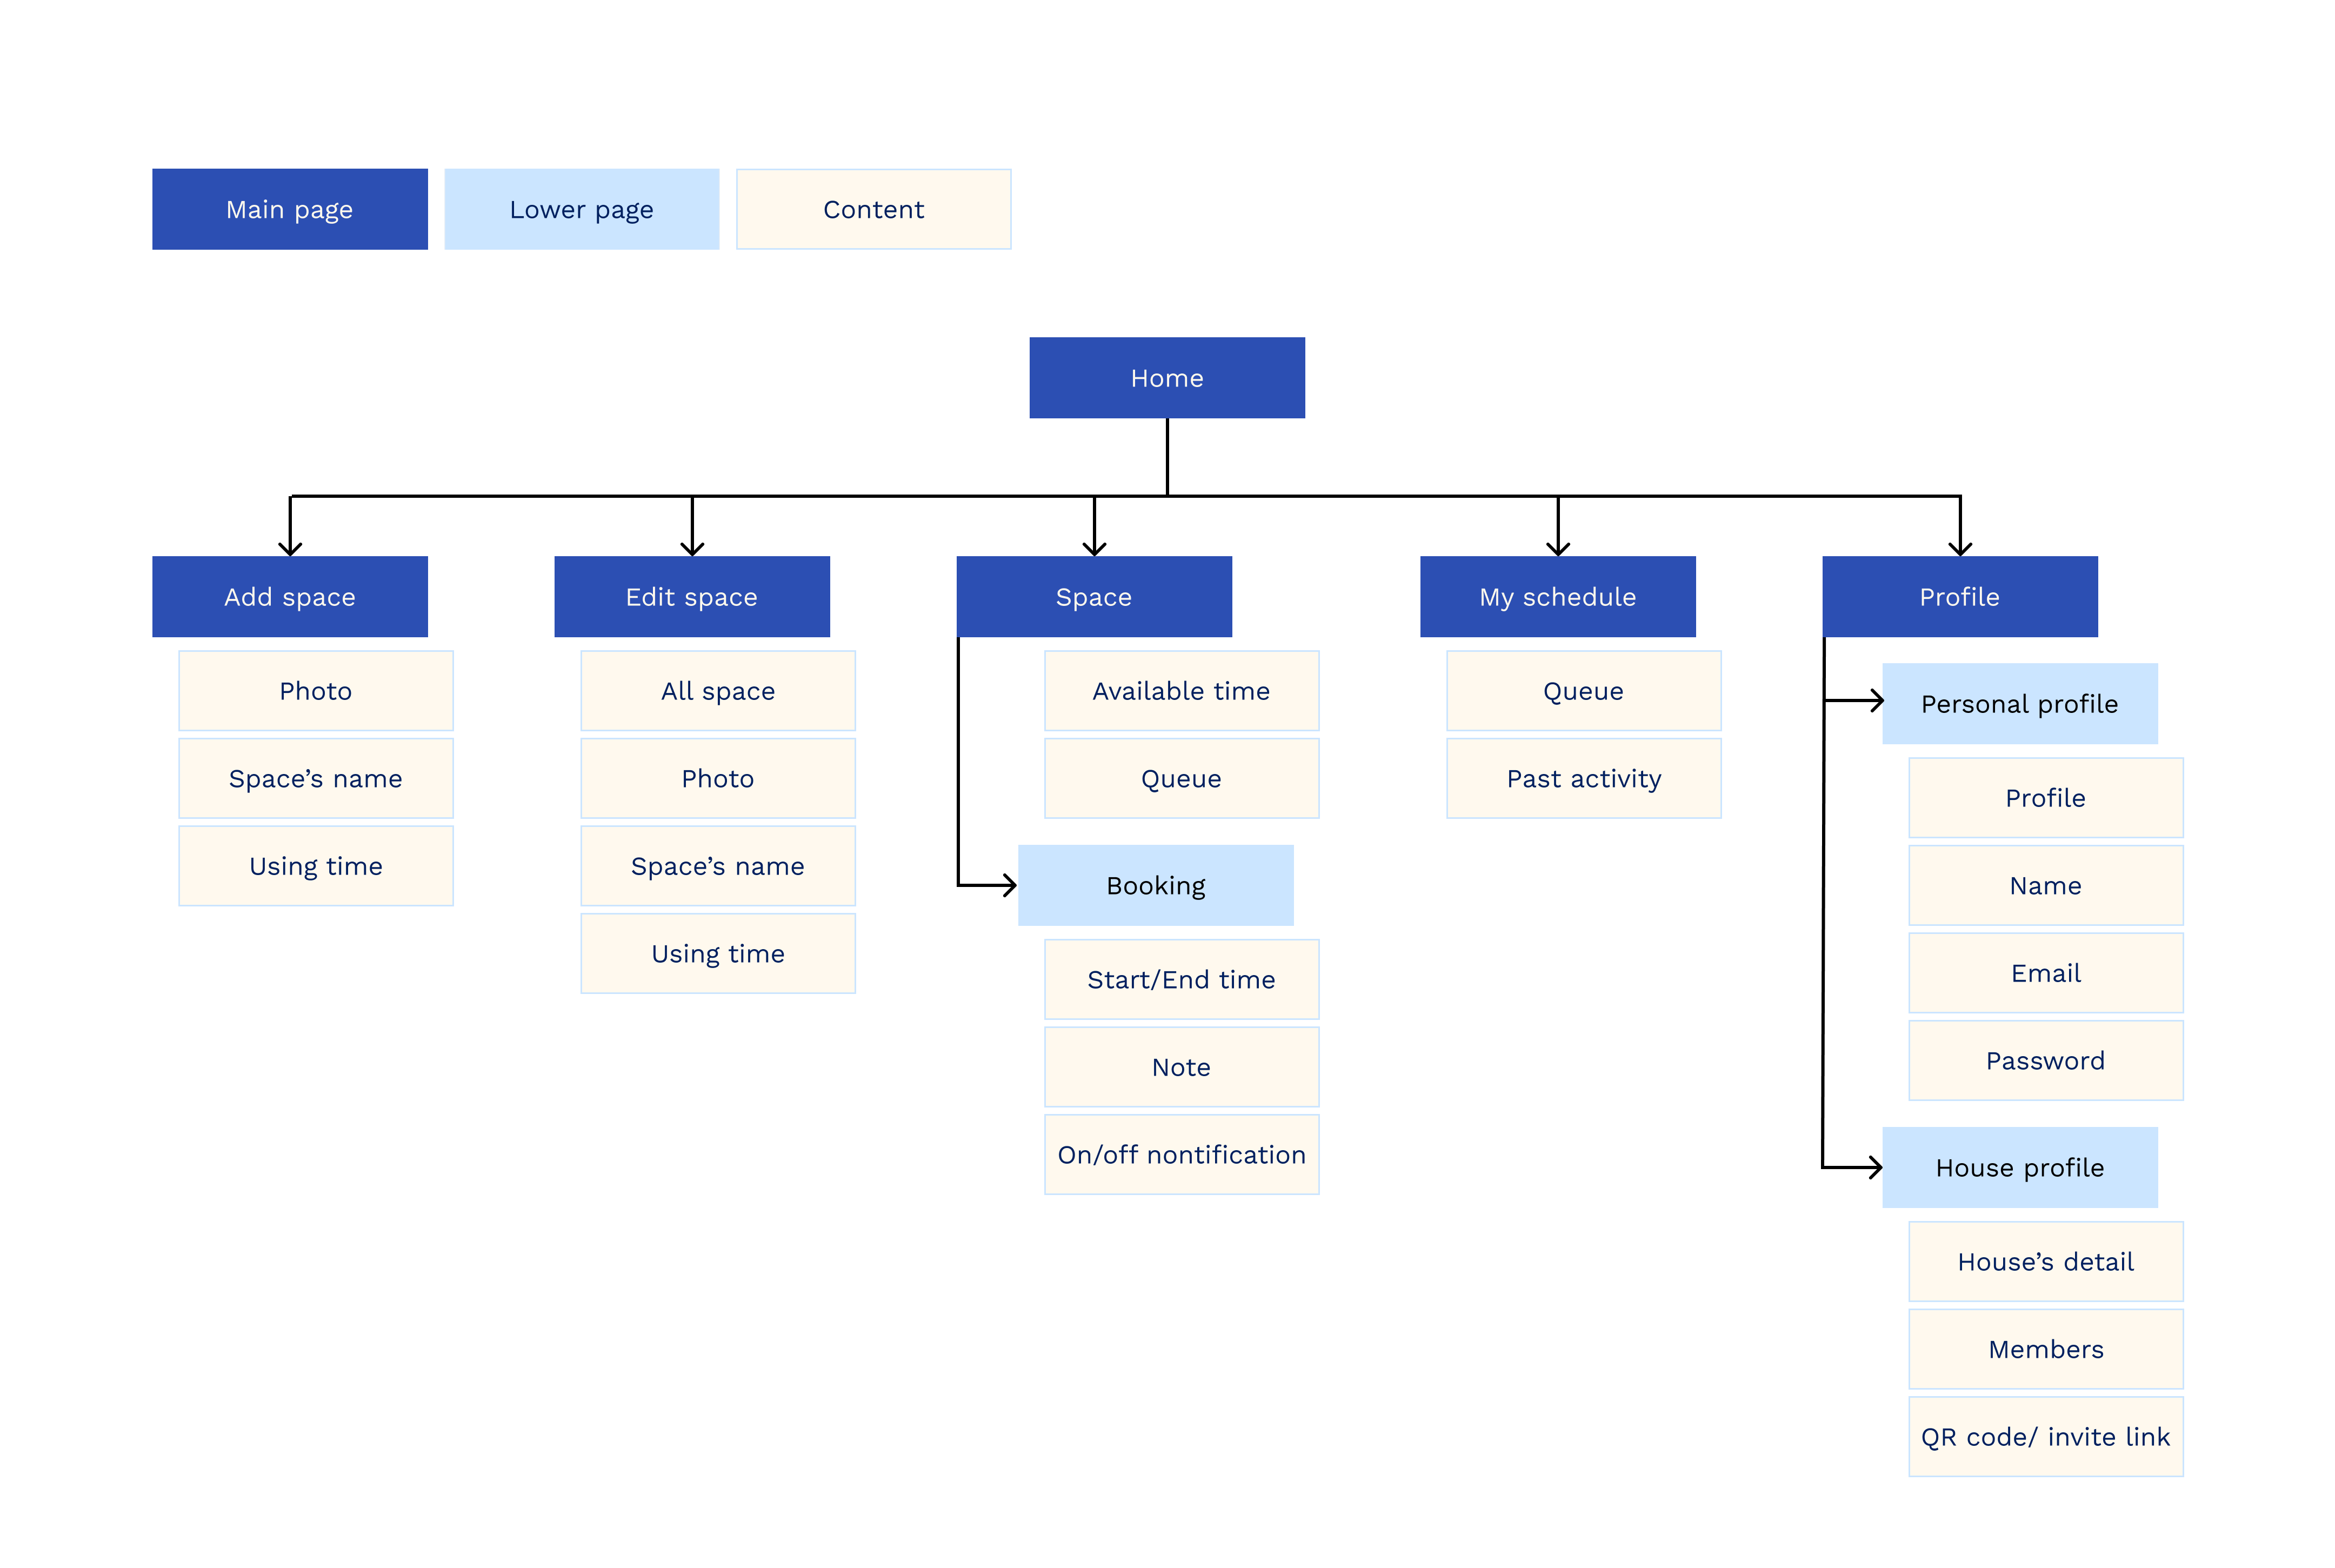 Main page
Lower page
Content
Home
Add space
Photo
Space’s name
Using time
Edit space
All space
Photo
Space’s name
Using time
Space
Available time
Queue
Booking
Start/End time
Note
On/off nontification
My schedule
Queue
Past activity
Profile
Personal profile
Profile
Name
Email
Password
House profile
House’s detail
Members
QR code/ invite link